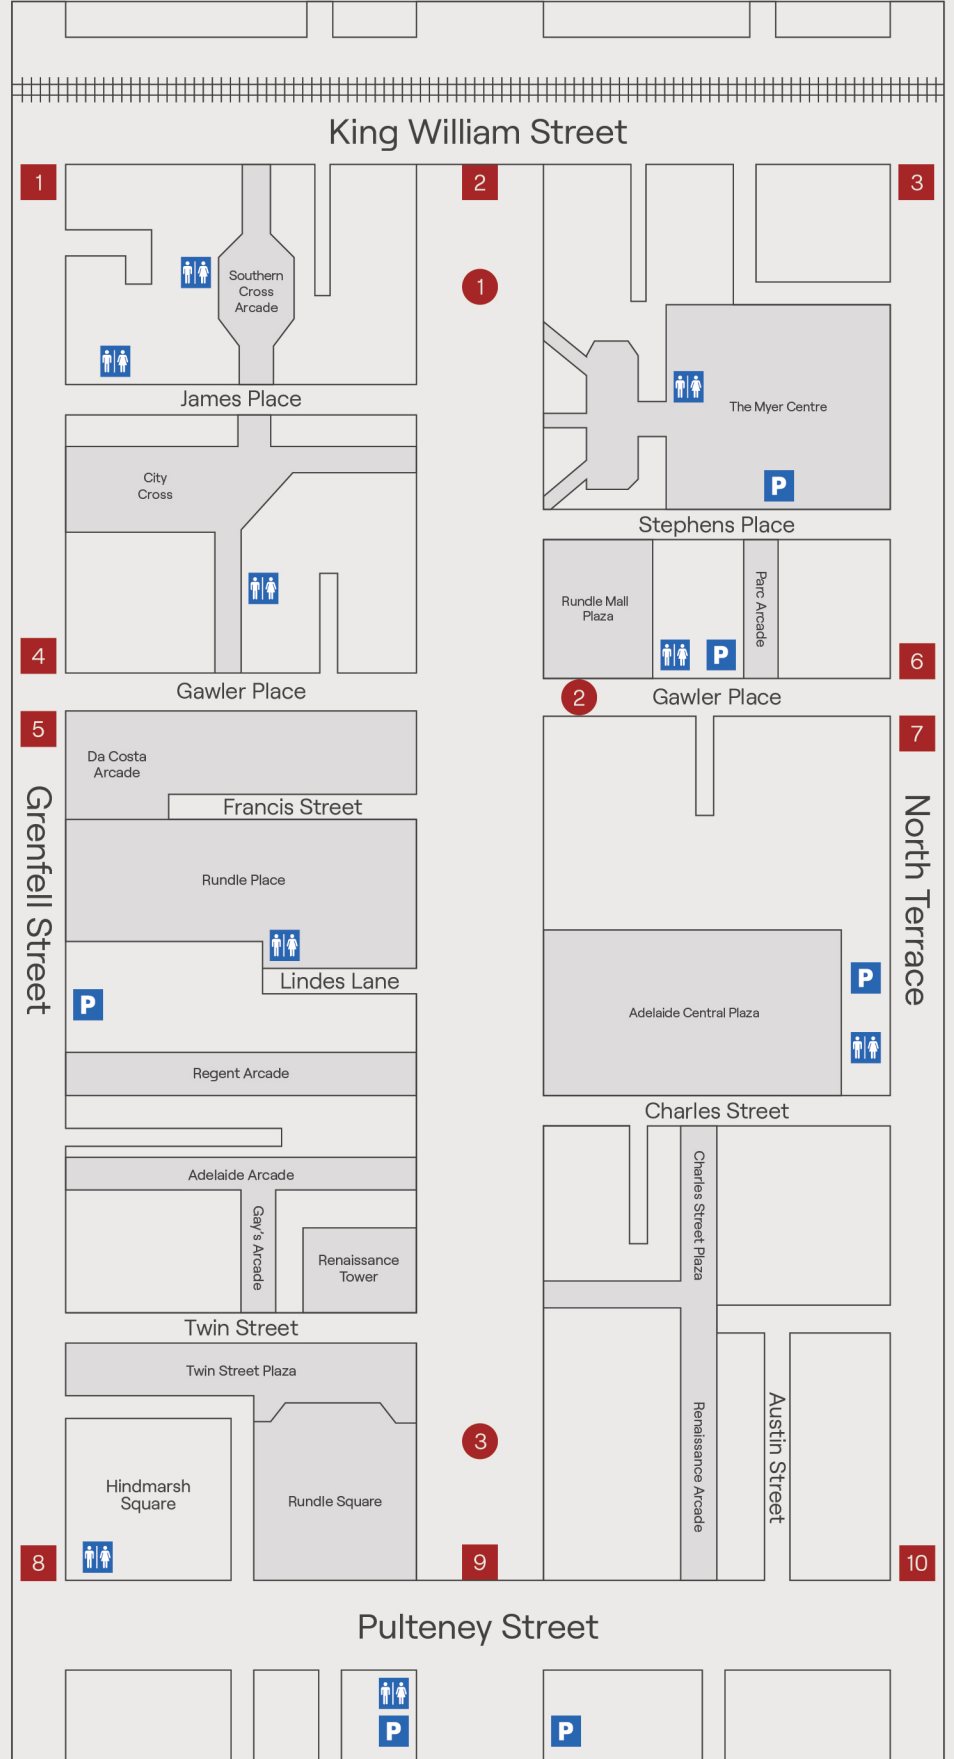 King William Street
1
2
3
Southern
Cross
Arcade
1
The Myer Centre
P
James Place
City
Cross
Stephens Place
Rundle Mall
Plaza
Parc Arcade
P
4
6
Gawler Place
2
Gawler Place
5
7
Da Costa
Arcade
Francis Street
Grenfell Street
North Terrace
Rundle Place
Lindes Lane
P
P
Adelaide Central Plaza
Regent Arcade
Charles Street
Adelaide Arcade
Gay's Arcade
Charles Street Plaza
Renaissance
Tower
Twin Street
Twin Street Plaza
3
Renaissance Arcade
Austin Street
Hindmarsh
Square
Rundle Square
8
9
10
Pulteney Street
P
P